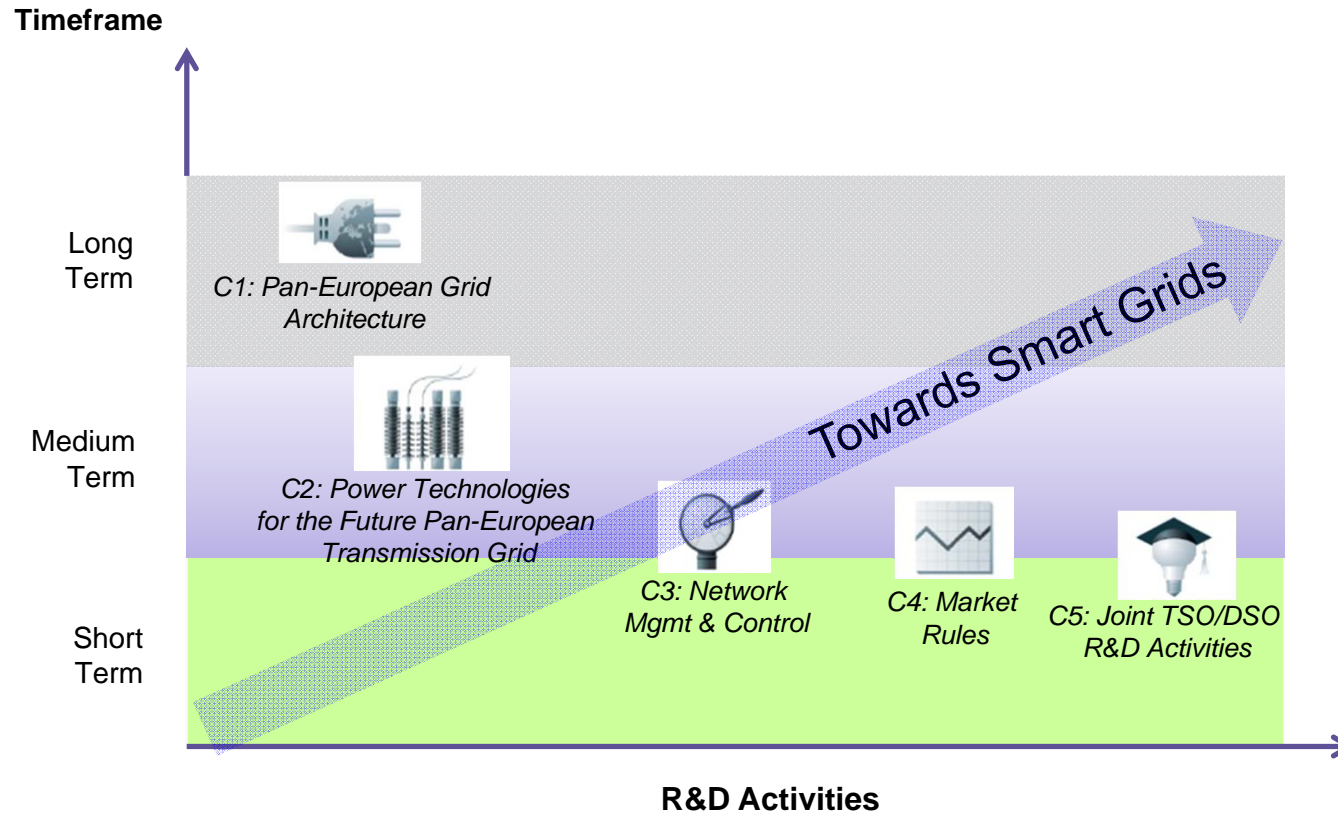 Timeframe
Long
Term
C1: Pan-European Grid
Architecture
Towards Smart Grids
Medium
Term
C2: Power Technologies
for the Future Pan-European
Transmission Grid
C3: Network
Mgmt & Control
C4: Market
Rules
C5: Joint TSO/DSO
R&D Activities
Short
Term
R&D Activities